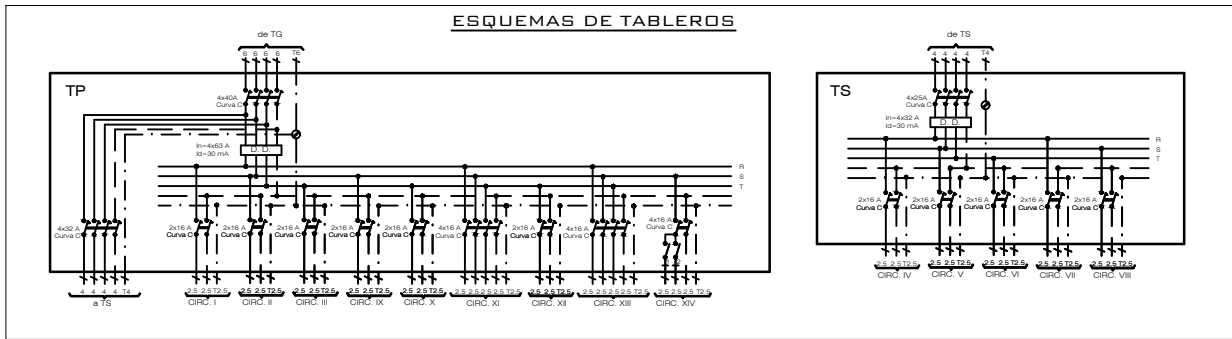 ESQUEMAS DE TABLEROS
de TG
6 6 6 6 T6
TP
4x40A
Curva C
In=4x63 A
Id=30 mA
D. D.
R
S
T
4x32 A
Curva C
2x16 A
Curva C
2x16 A
Curva C
2x16 A
Curva C
2x16 A
Curva C
2x16 A
Curva C
4x16 A
Curva C
2x16 A
Curva C
4x16 A
Curva C
4x16 A
Curva C
4 4 4 4 T4
a TS
2.5 2.5 T2.5
CIRC. I
2.5 2.5 T2.5
CIRC. II
2.5 2.5 T2.5
CIRC. III
2.5 2.5 T2.5
CIRC. IX
2.5 2.5 T2.5
CIRC. X
2.5 2.5 2.5 2.5 T2.5
CIRC. XI
2.5 2.5 T2.5
CIRC. XII
2.5 2.5 2.5 2.5 T2.5
CIRC. XIII
2.5 2.5 2.5 T2.5
CIRC. XIV
de TS
4 4 4 4 T4
TS
4x25A
Curva C
In=4x32 A
Id=30 mA
D. D.
R
S
T
2x16 A
Curva C
2x16 A
Curva C
2x16 A
Curva C
2x16 A
Curva C
2x16 A
Curva C
2.5 2.5 T2.5
CIRC. IV
2.5 2.5 T2.5
CIRC. V
2.5 2.5 T2.5
CIRC. VI
2.5 2.5 T2.5
CIRC. VII
2.5 2.5 T2.5
CIRC. VIII